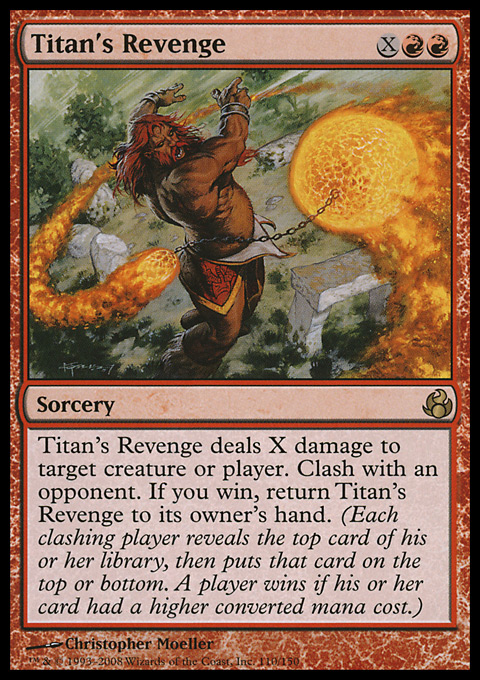 Titan's Revenge X
Sorcery
Titan's Revenge deals X damage to
target creature or player. Clash with an
opponent. If you win, return Titan's
Revenge to its owner's hand. (Each
clashing player reveals the top card of his
or her library, then puts that card on the
top or bottom. A player wins if his or her
card had a higher converted mana cost.)
Christopher Moeller
™ & © 1993-2008 Wizards of the Coast, Inc. 110/150